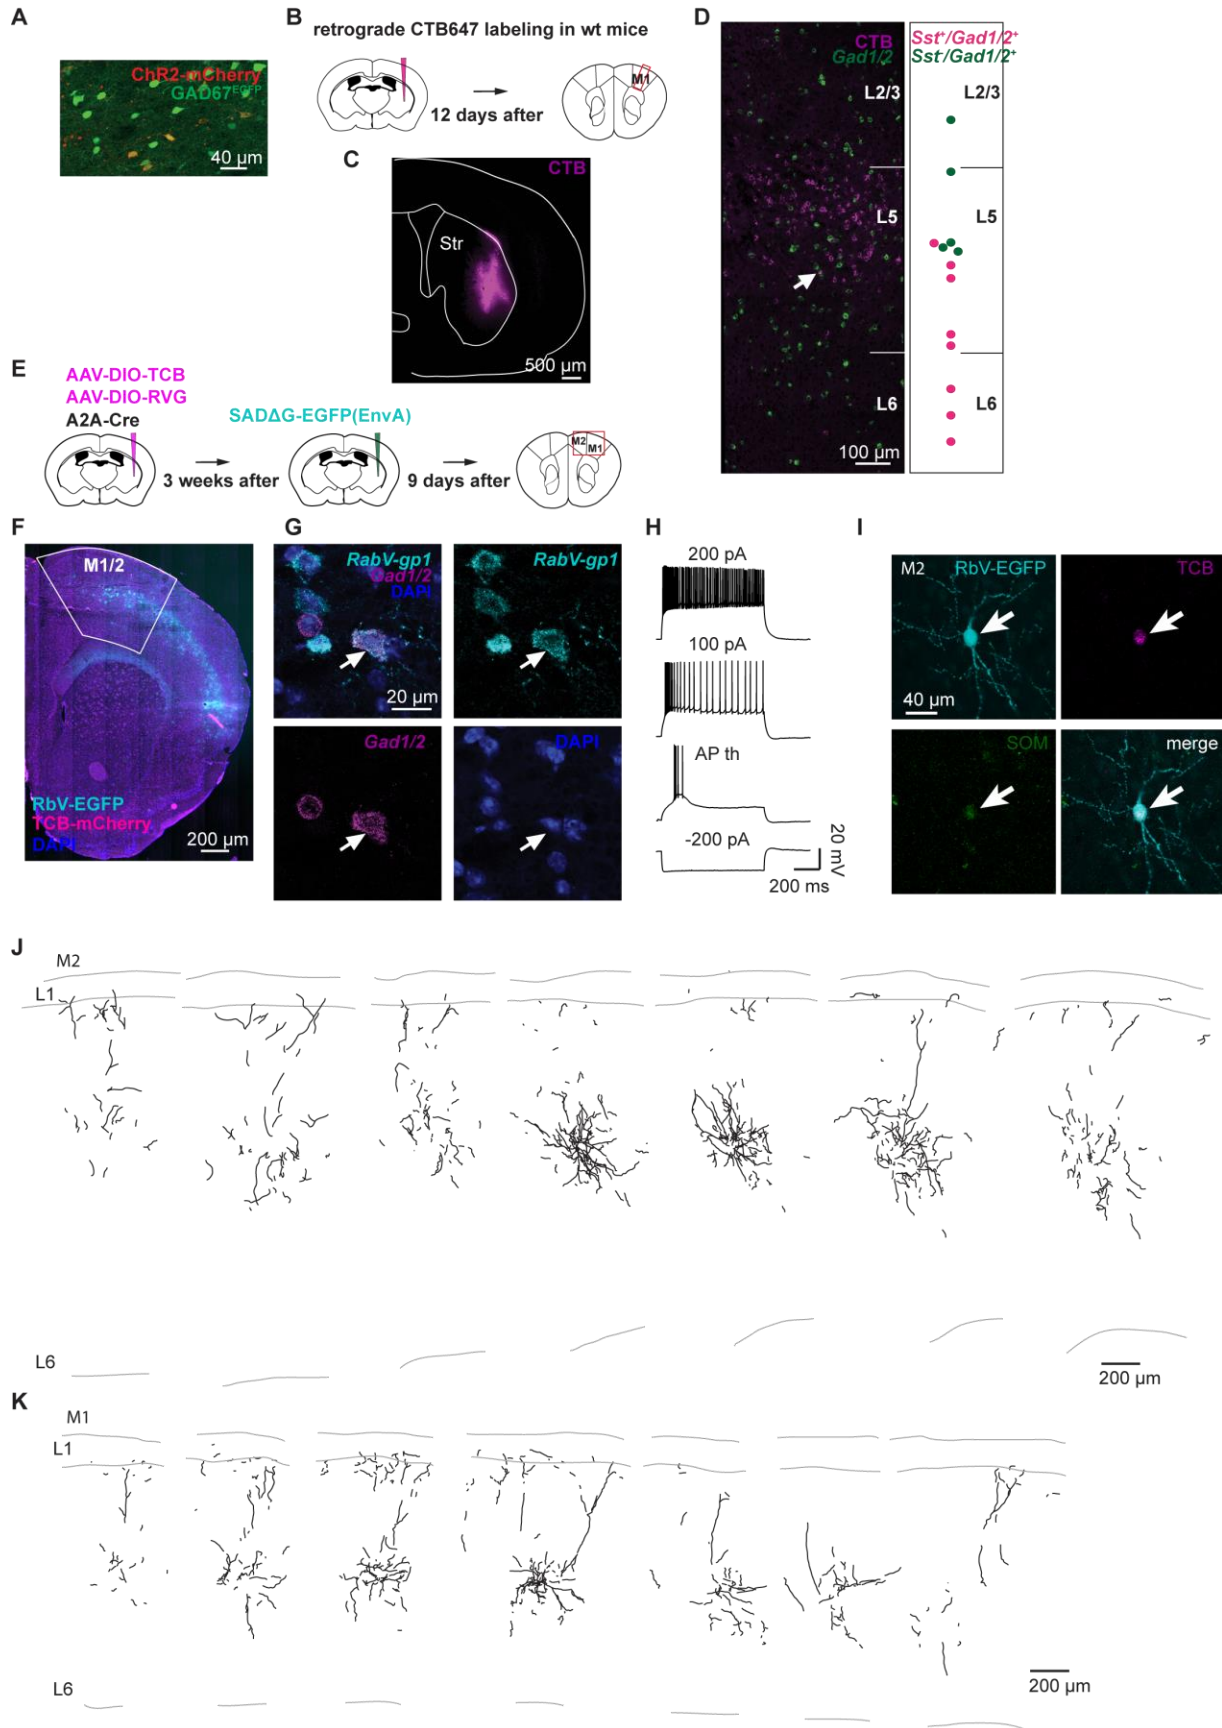 A
ChR2-mCherry
GAD67EGFP
40 µm
B
retrograde CTB647 labeling in wt mice
12 days after
M1
C
CTB
Str
500 µm
D
CTB
Gad1/2
L2/3
L5
L6
100 µm
Sst+/Gad1/2+
Sst-/Gad1/2+
L2/3
L5
L6
E
AAV-DIO-TCB
AAV-DIO-RVG
A2A-Cre
3 weeks after
SADΔG-EGFP(EnvA)
9 days after
M2
M1
F
M1/2
RbV-EGFP
TCB-mCherry
DAPI
200 µm
G
RabV-gp1
Gad1/2
DAPI
20 µm
RabV-gp1
Gad1/2
DAPI
H
200 pA
100 pA
AP th
-200 pA
20 mV
200 ms
I
M2
RbV-EGFP
40 µm
TCB
SOM
merge
J
M2
L1
L6
200 µm
K
M1
L1
L6
200 µm